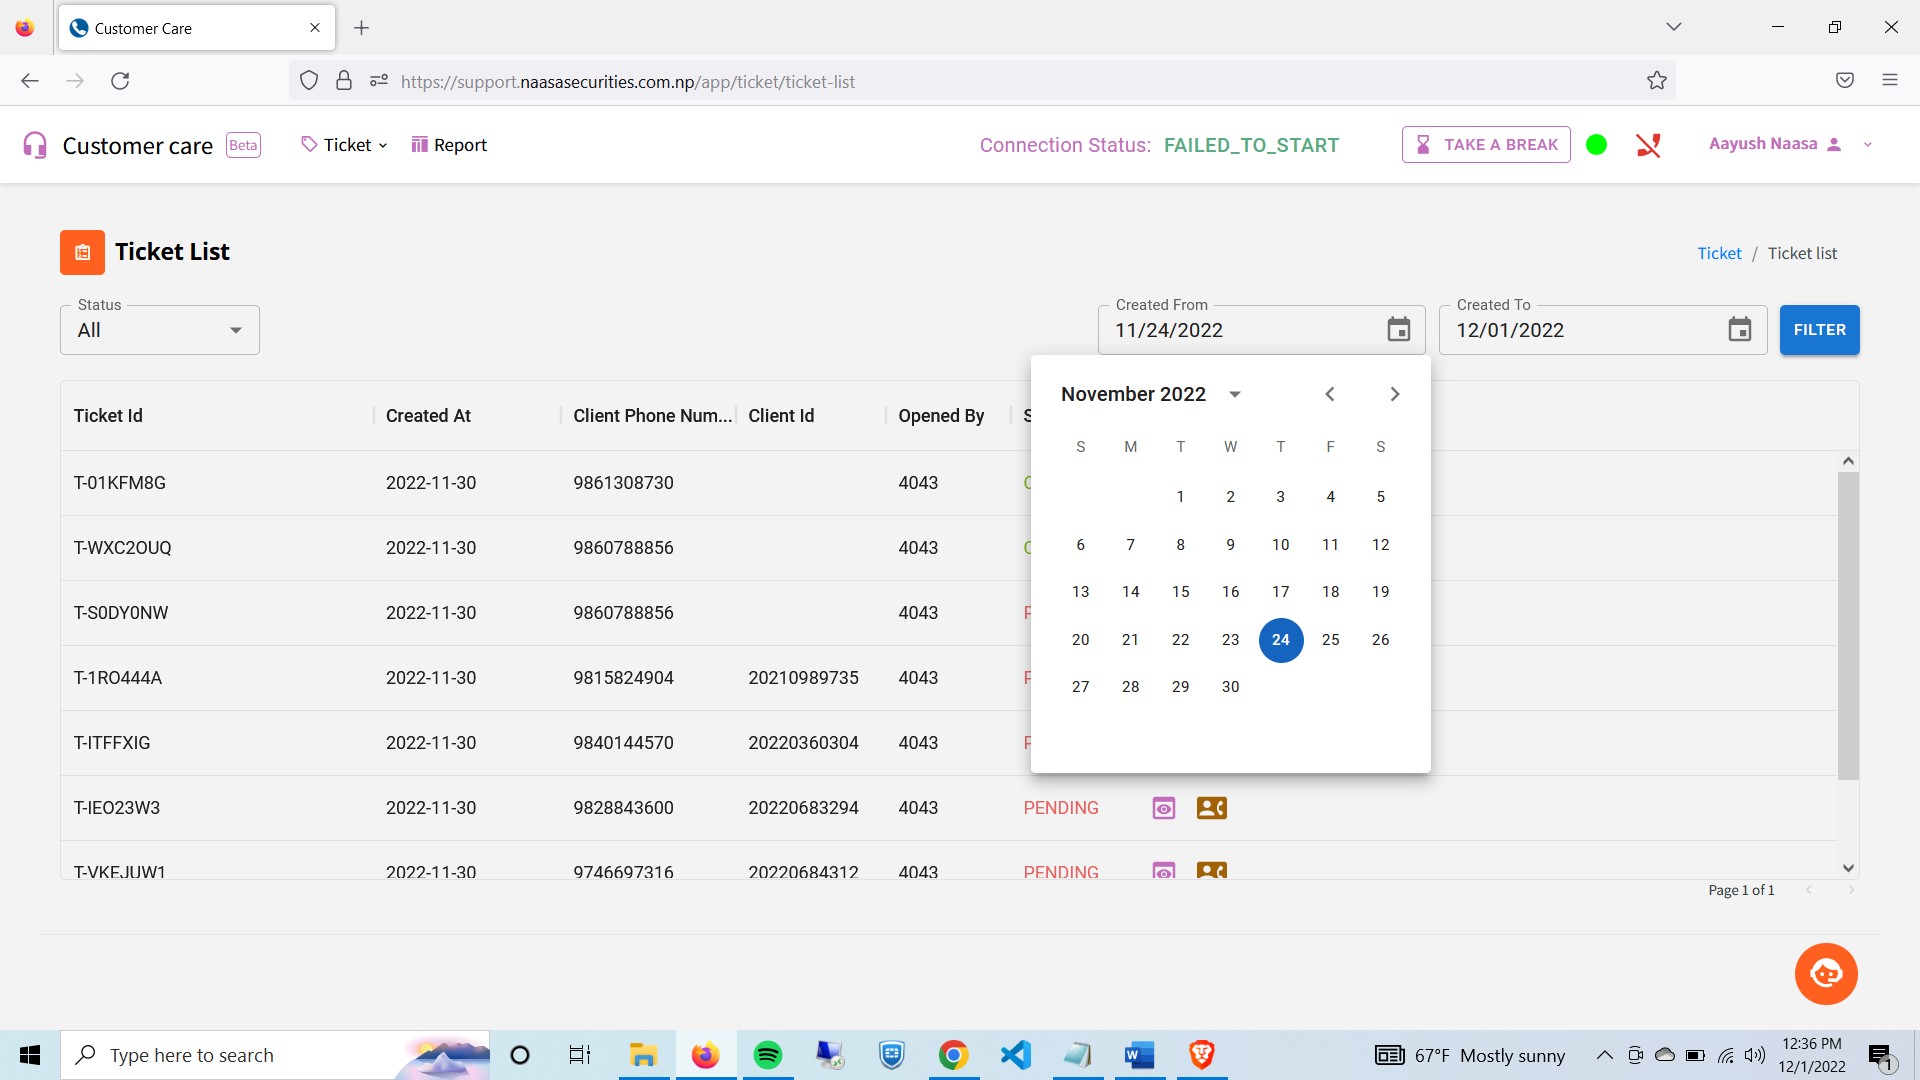 Customer Care
https://support.naasasecurities.com.np/app/ticket/ticket-list
Customer care Beta Ticket Report Connection Status: FAILED_TO_START TAKE A BREAK Aayush Naasa
Ticket List Ticket / Ticket list
Status Created From Created To
All 11/24/2022 12/01/2022 FILTER
November 2022
Ticket Id Created At Client Phone Num... Client Id Opened By
S M T W T F S
T-01KFM8G 2022-11-30 9861308730 4043
1 2 3 4 5
T-WXC2OUQ 2022-11-30 9860788856 4043
6 7 8 9 10 11 12
T-S0DY0NW 2022-11-30 9860788856 4043
13 14 15 16 17 18 19
20 21 22 23 24 25 26
T-1RO444A 2022-11-30 9815824904 20210989735 4043
27 28 29 30
T-ITFFXIG 2022-11-30 9840144570 20220360304 4043
T-IEO23W3 2022-11-30 9828843600 20220683294 4043 PENDING
T-VKEJUW1 2022-11-30 9746697316 20220684312 4043 PENDING
Page 1 of 1
Type here to search 67°F Mostly sunny 12:36 PM
12/1/2022 1